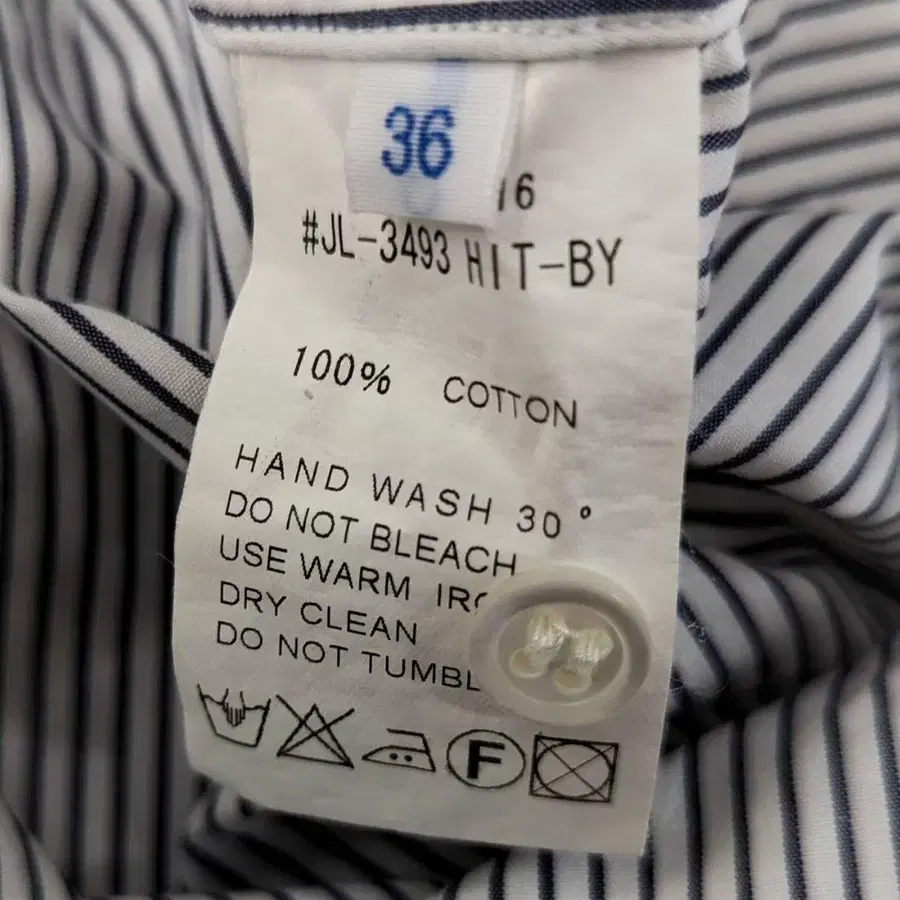 36
16
#JL-3493 HIT-BY
100% COTTON
HAND WASH 30°
DO NOT BLEACH
USE WARM
DRY CLEAN
DO NOT
F